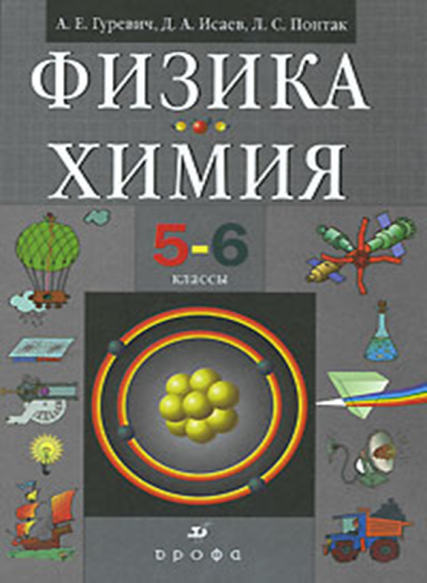 А. Е. Гуревич, Д. А. Исаев, Л. С. Понтак
ФИЗИКА
ХИМИЯ
5-6
классы
дрофа